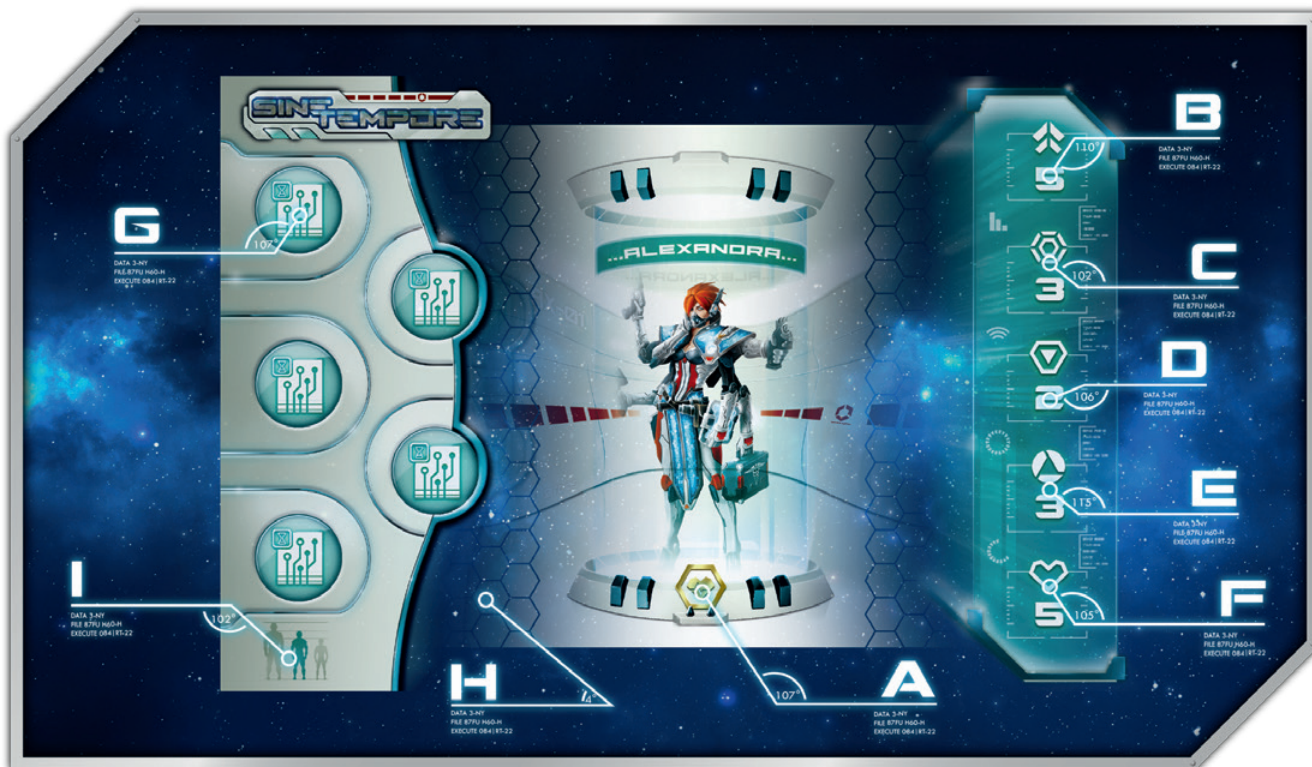 SINE
TEMPORE
...ALEXANDRA...
B
110°
DATA 3-NY
FILE 87FU H60-H
EXECUTE 084|RT-22
5
G
107°
DATA 3-NY
FILE 87FU H60-H
EXECUTE 084|RT-22
C
102°
DATA 3-NY
FILE 87FU H60-H
EXECUTE 084|RT-22
3
D
106°
DATA 3-NY
FILE 87FU H60-H
EXECUTE 084|RT-22
2
E
115°
DATA 3-NY
FILE 87FU H60-H
EXECUTE 084|RT-22
3
I
102°
DATA 3-NY
FILE 87FU H60-H
EXECUTE 084|RT-22
F
105°
DATA 3-NY
FILE 87FU H60-H
EXECUTE 084|RT-22
5
H
DATA 3-NY
FILE 87FU H60-H
EXECUTE 084|RT-22
A
107°
DATA 3-NY
FILE 87FU H60-H
EXECUTE 084|RT-22